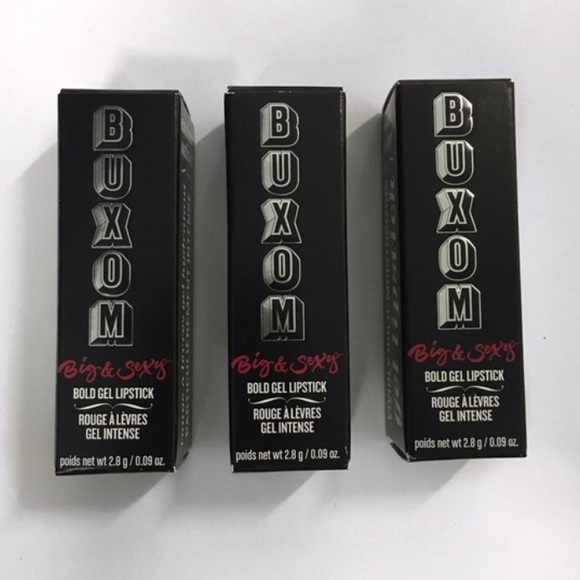 BUXOM
Big & Sexy
BOLD GEL LIPSTICK
ROUGE À LÈVRES
GEL INTENSE
poids net wt 2.8 g / 0.09 oz.
BUXOM
Big & Sexy
BOLD GEL LIPSTICK
ROUGE À LÈVRES
GEL INTENSE
poids net wt 2.8 g / 0.09 oz.
BUXOM
Big & Sexy
BOLD GEL LIPSTICK
ROUGE À LÈVRES
GEL INTENSE
poids net wt 2.8 g / 0.09 oz.